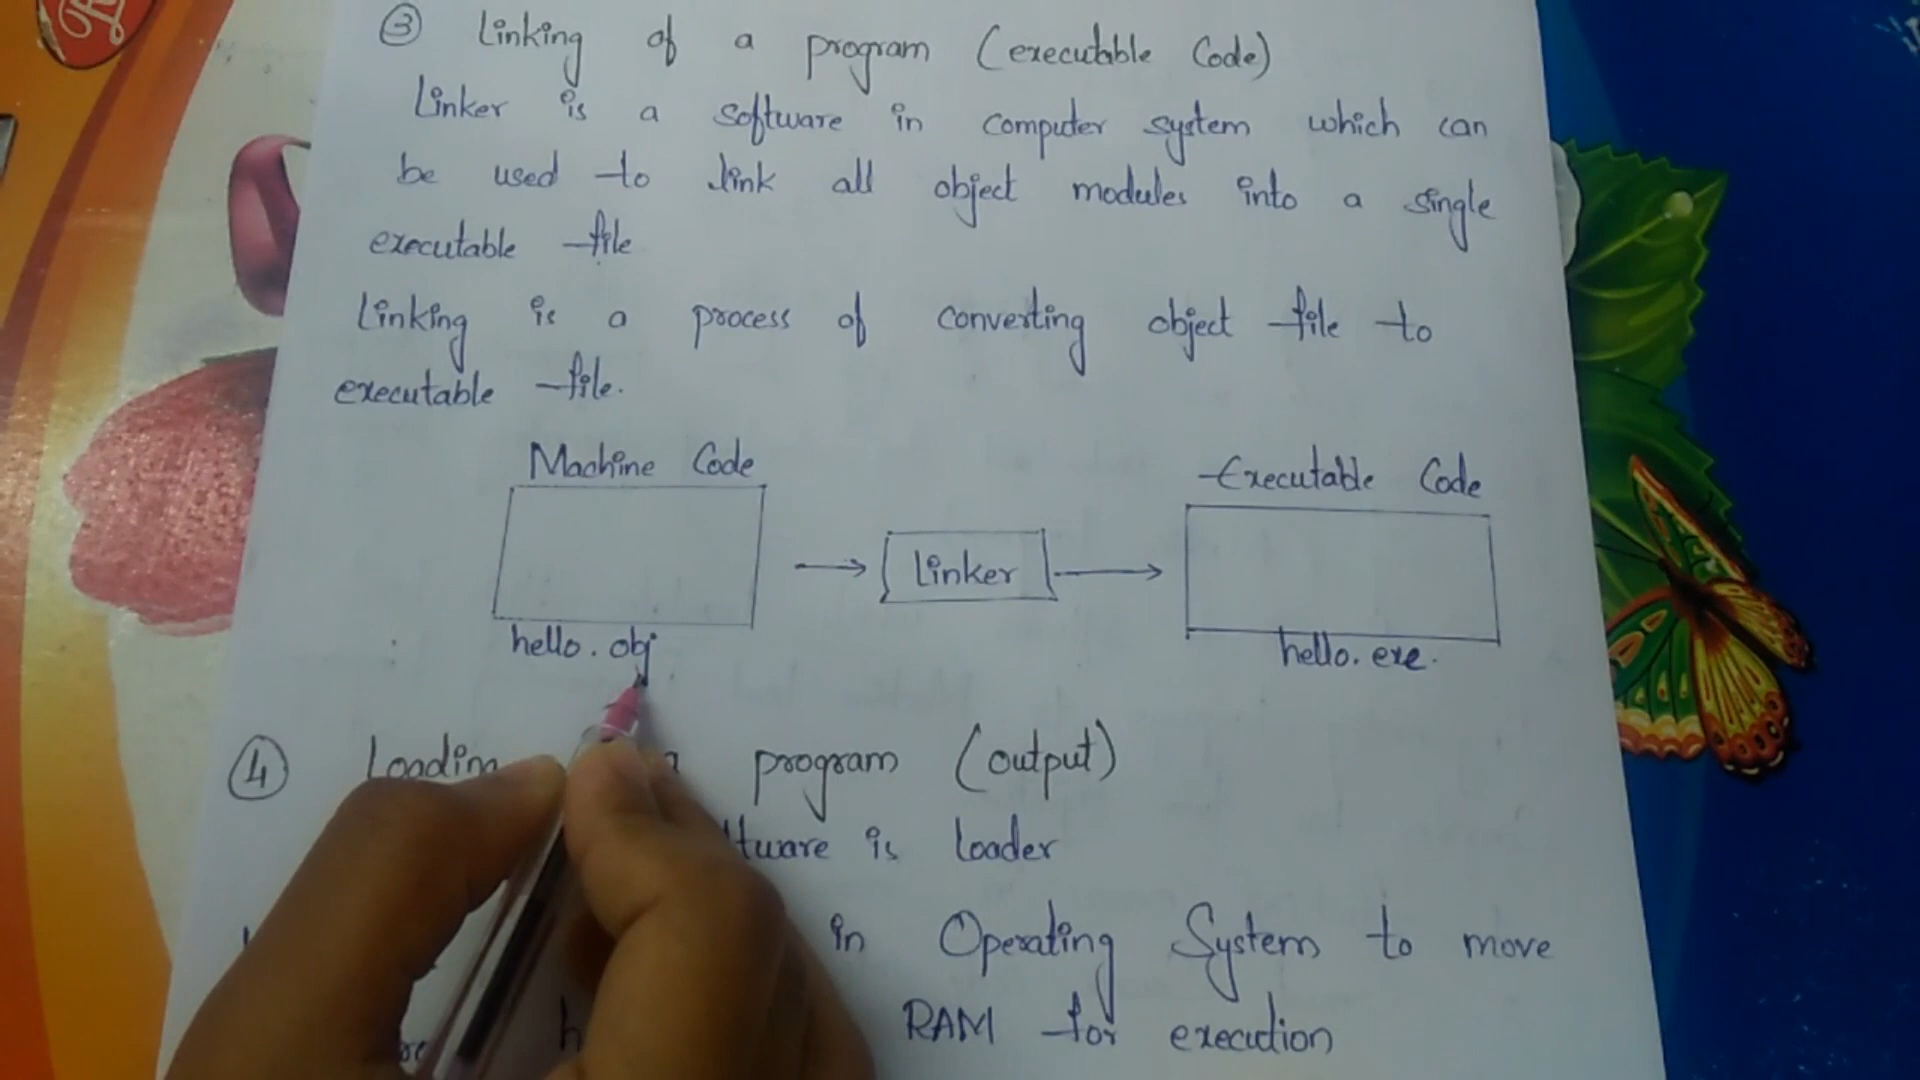 ③ Linking of a program (executable Code)
Linker is a software in computer system which can
be used to link all object modules into a single
executable file
Linking is a process of converting object file to
executable file.
Machine Code
Executable Code
Linker
hello. obj
hello. exe.
④ Loading a program (output)
is loader
in Operating System to move
RAM for execution